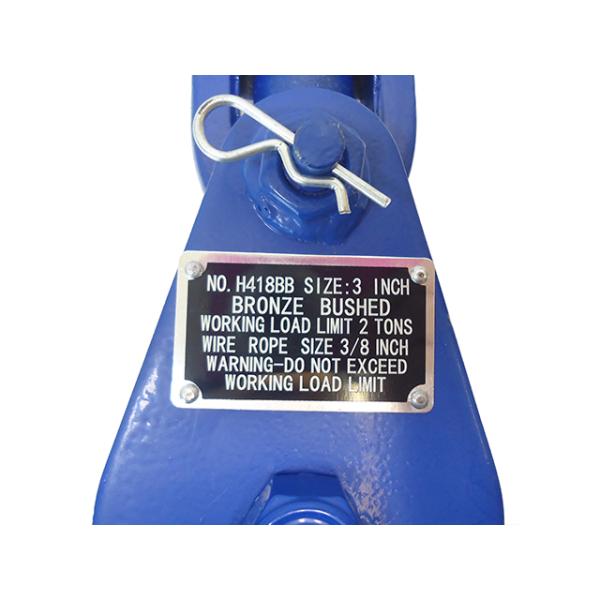 NO. H418BB SIZE:3 INCH
BRONZE BUSHED
WORKING LOAD LIMIT 2 TONS
WIRE ROPE SIZE 3/8 INCH
WARNING-DO NOT EXCEED
WORKING LOAD LIMIT